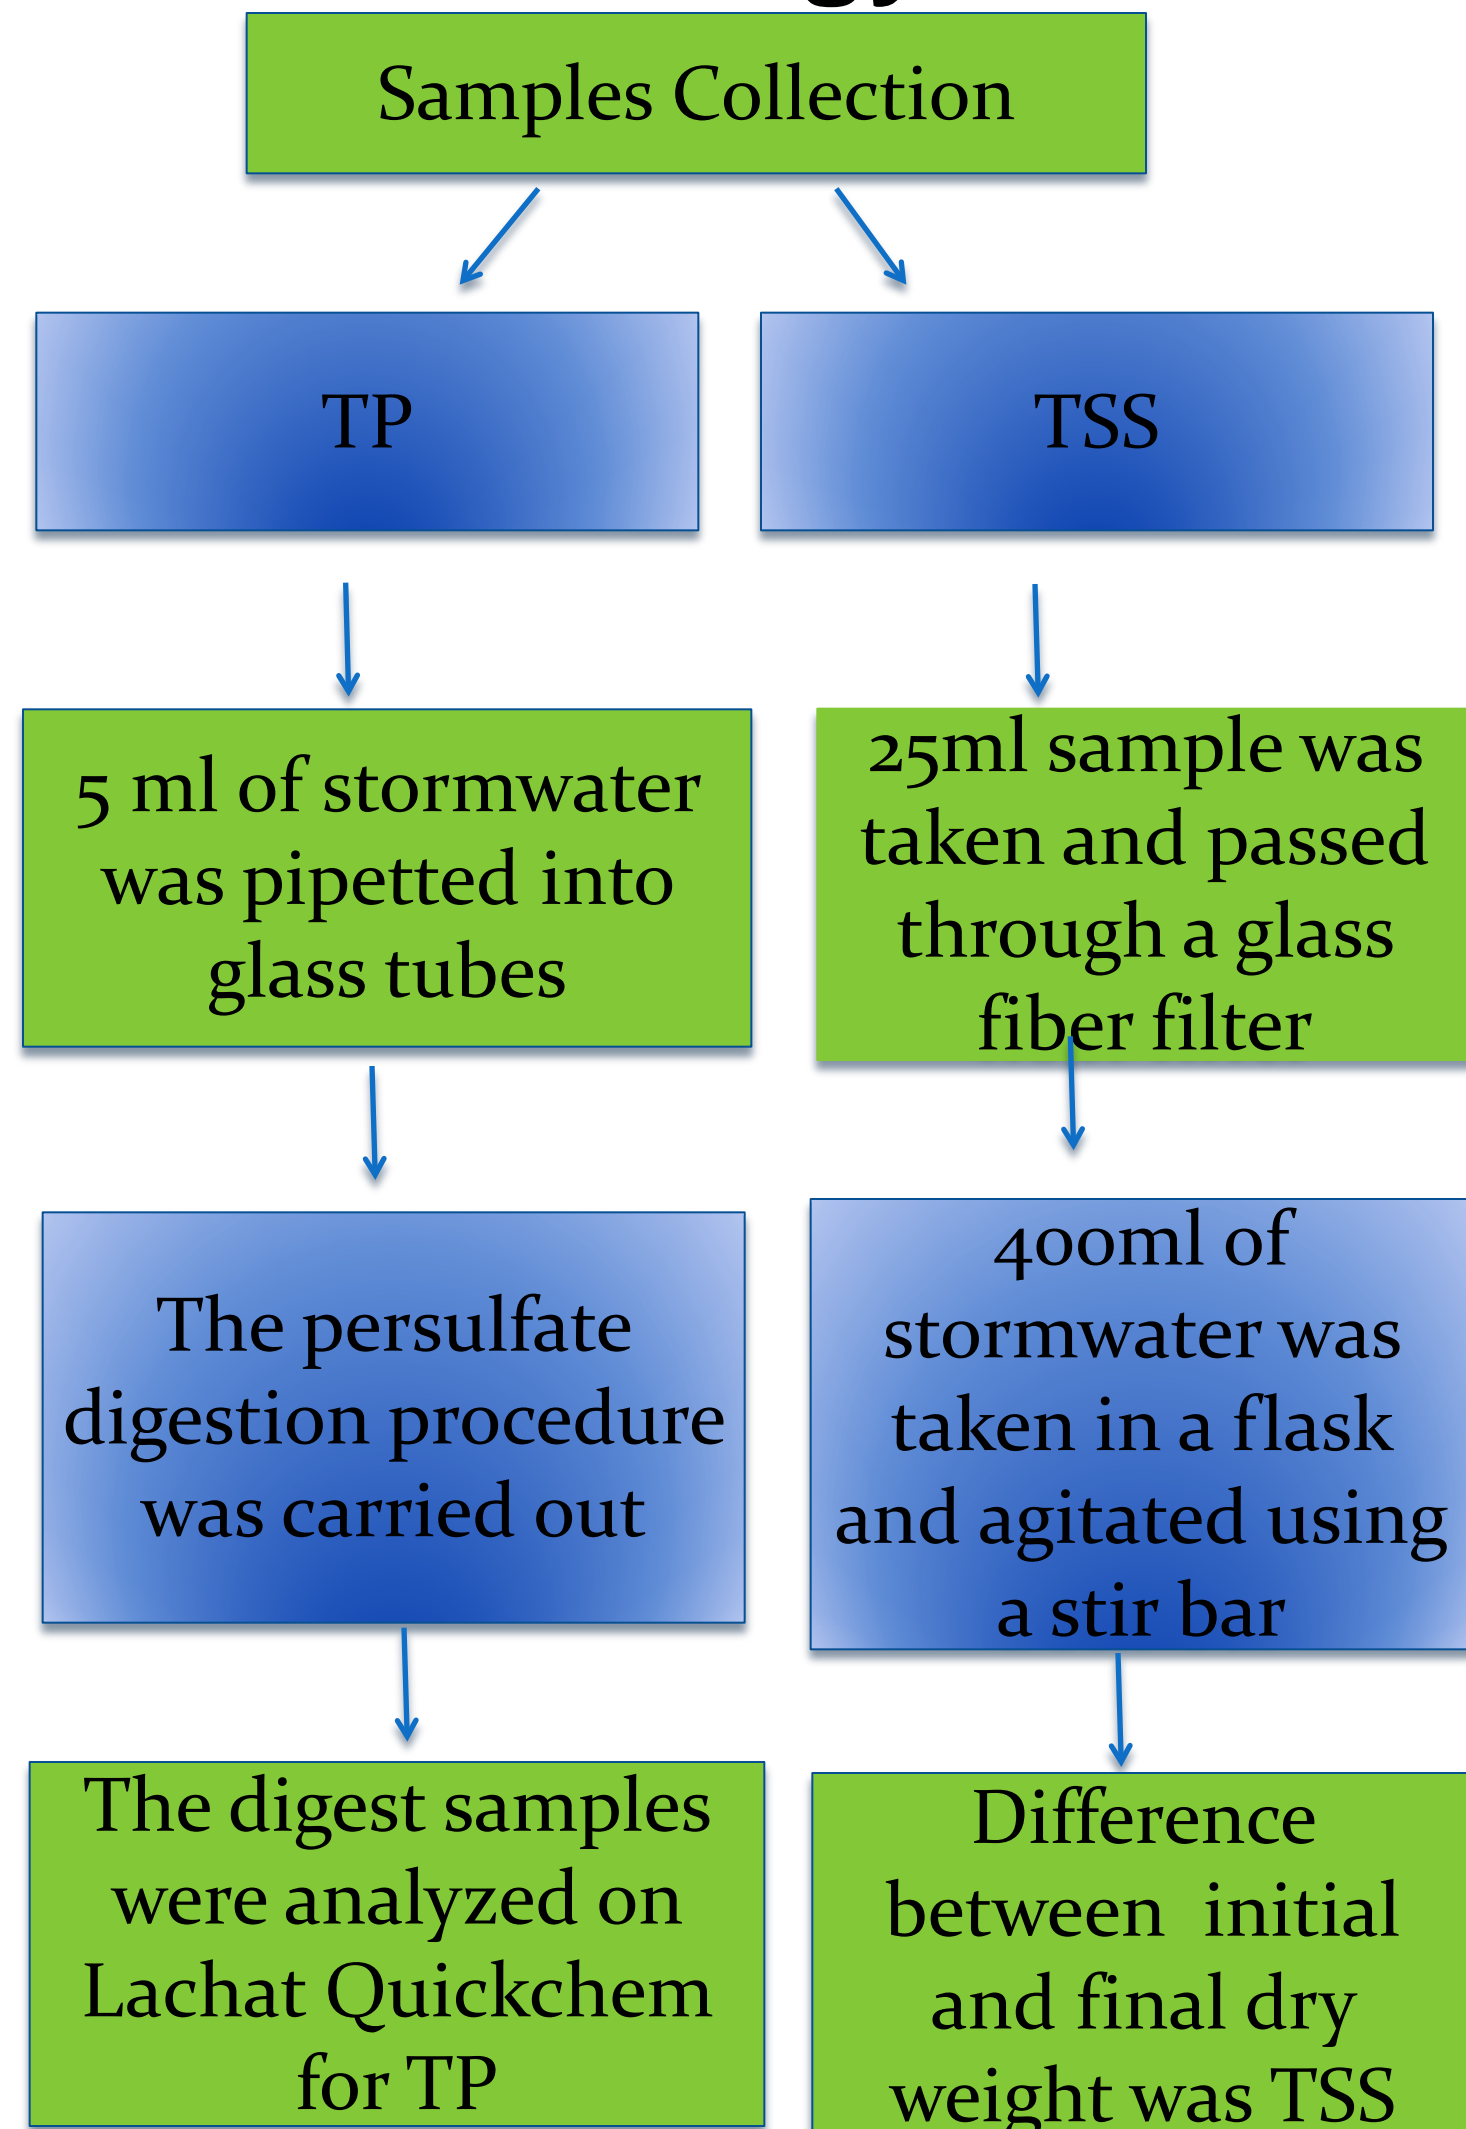 Samples Collection
TP
TSS
5 ml of stormwater
was pipetted into
glass tubes
25ml sample was
taken and passed
through a glass
fiber filter
The persulfate
digestion procedure
was carried out
400ml of
stormwater was
taken in a flask
and agitated using
a stir bar
The digest samples
were analyzed on
Lachat Quickchem
for TP
Difference
between initial
and final dry
weight was TSS